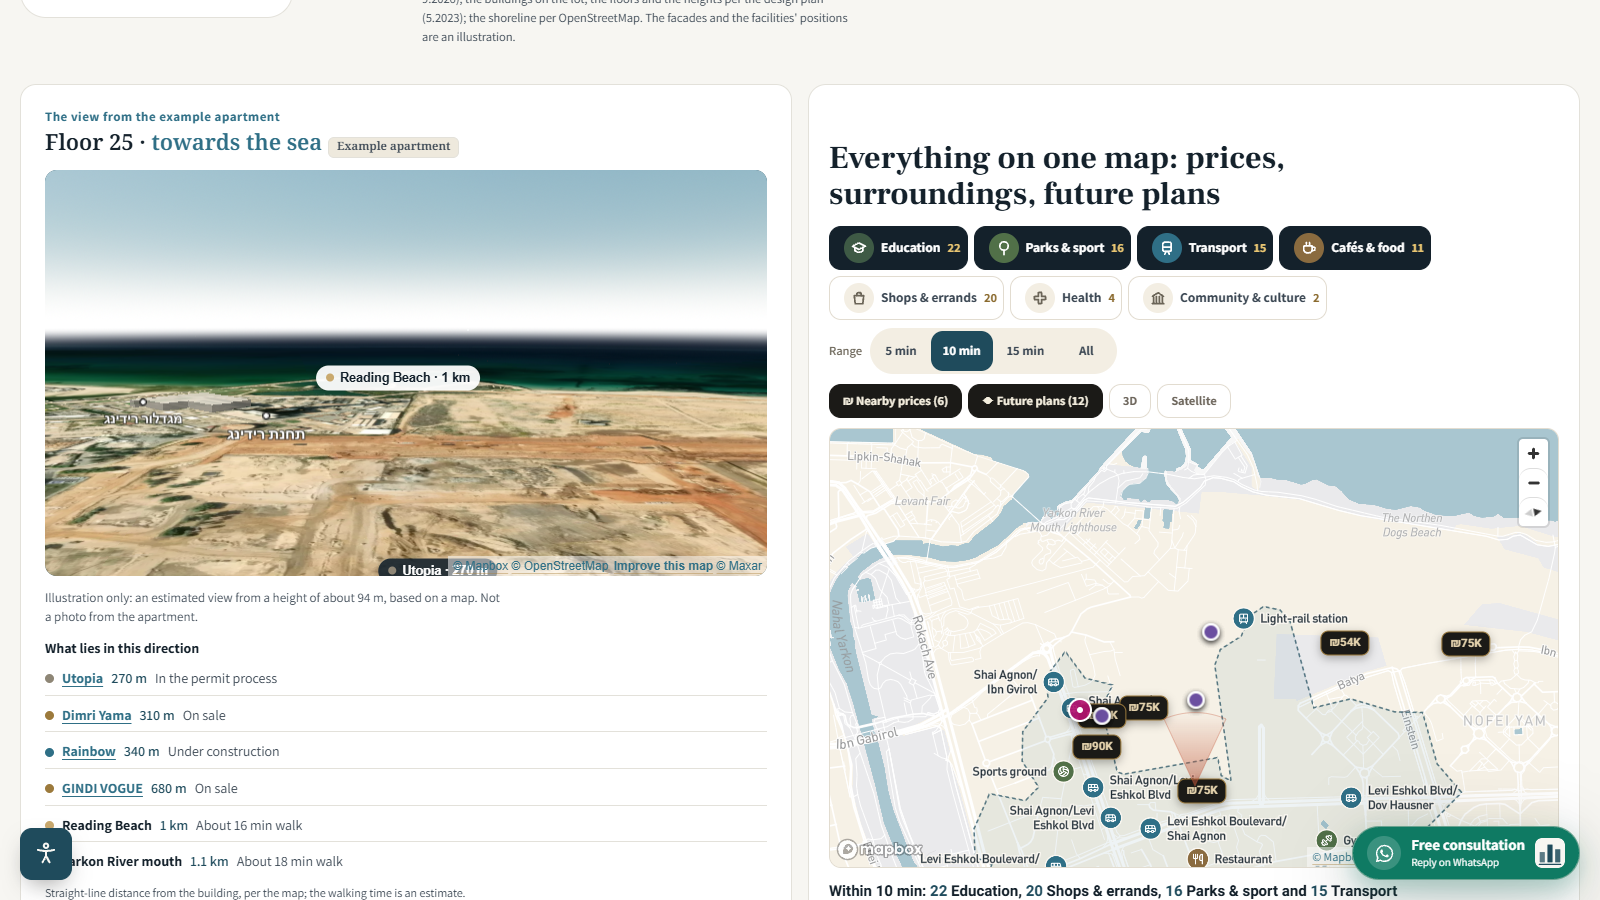 (5.2023); the shoreline per OpenStreetMap. The facades and the facilities' positions
are an illustration.
The view from the example apartment
Floor 25 · towards the sea
Example apartment
Reading Beach · 1 km
מגדלור רידינג
תחנת רידינג
Utopia · 270 m
© Mapbox © OpenStreetMap Improve this map © Maxar
Illustration only: an estimated view from a height of about 94 m, based on a map. Not
a photo from the apartment.
What lies in this direction
Utopia 270 m In the permit process
Dimri Yama 310 m On sale
Rainbow 340 m Under construction
GINDI VOGUE 680 m On sale
Reading Beach 1 km About 16 min walk
Yarkon River mouth 1.1 km About 18 min walk
Straight-line distance from the building, per the map; the walking time is an estimate.
Everything on one map: prices,
surroundings, future plans
Education 22
Parks & sport 16
Transport 15
Cafés & food 11
Shops & errands 20
Health 4
Community & culture 2
Range
5 min
10 min
15 min
All
₪ Nearby prices (6)
Future plans (12)
3D
Satellite
Lipkin-Shahak
Levant Fair
Yarkon River
Mouth Lighthouse
The Northen
Dogs Beach
Nahal Yarkon
Rokach Ave
Light-rail station
₪54K
₪75K
Ibn
Shai Agnon/
Ibn Gvirol
Batya
₪75K
NOFEI YAM
Einstein
Ibn Gabirol
₪90K
Sports ground
Shai Agnon/Le
Eshkol Blvd
₪75K
Levi Eshkol Blvd/
Dov Hausner
Shai Agnon/Levi
Eshkol Blvd
Levi Eshkol Boulevard/
Shai Agnon
mapbox
Levi Eshkol Boulevard/
Restaurant
Gy
© Mapbo
Free consultation
Reply on WhatsApp
Within 10 min: 22 Education, 20 Shops & errands, 16 Parks & sport and 15 Transport